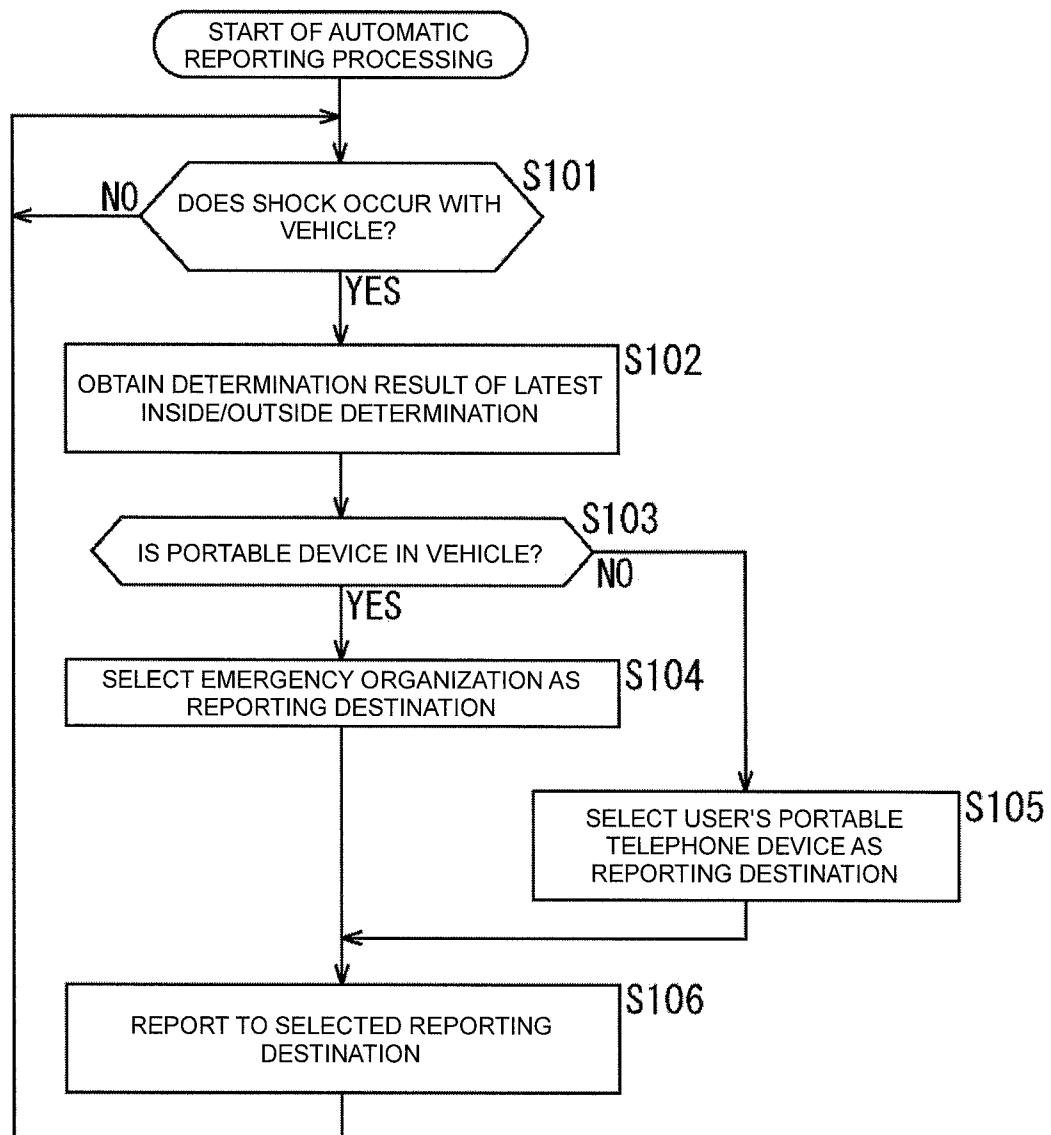 START OF AUTOMATIC
REPORTING PROCESSING
S101
NO
DOES SHOCK OCCUR WITH
VEHICLE?
YES
S102
OBTAIN DETERMINATION RESULT OF LATEST
INSIDE/OUTSIDE DETERMINATION
S103
IS PORTABLE DEVICE IN VEHICLE?
NO
YES
S104
SELECT EMERGENCY ORGANIZATION AS
REPORTING DESTINATION
S105
SELECT USER'S PORTABLE
TELEPHONE DEVICE AS
REPORTING DESTINATION
S106
REPORT TO SELECTED REPORTING
DESTINATION